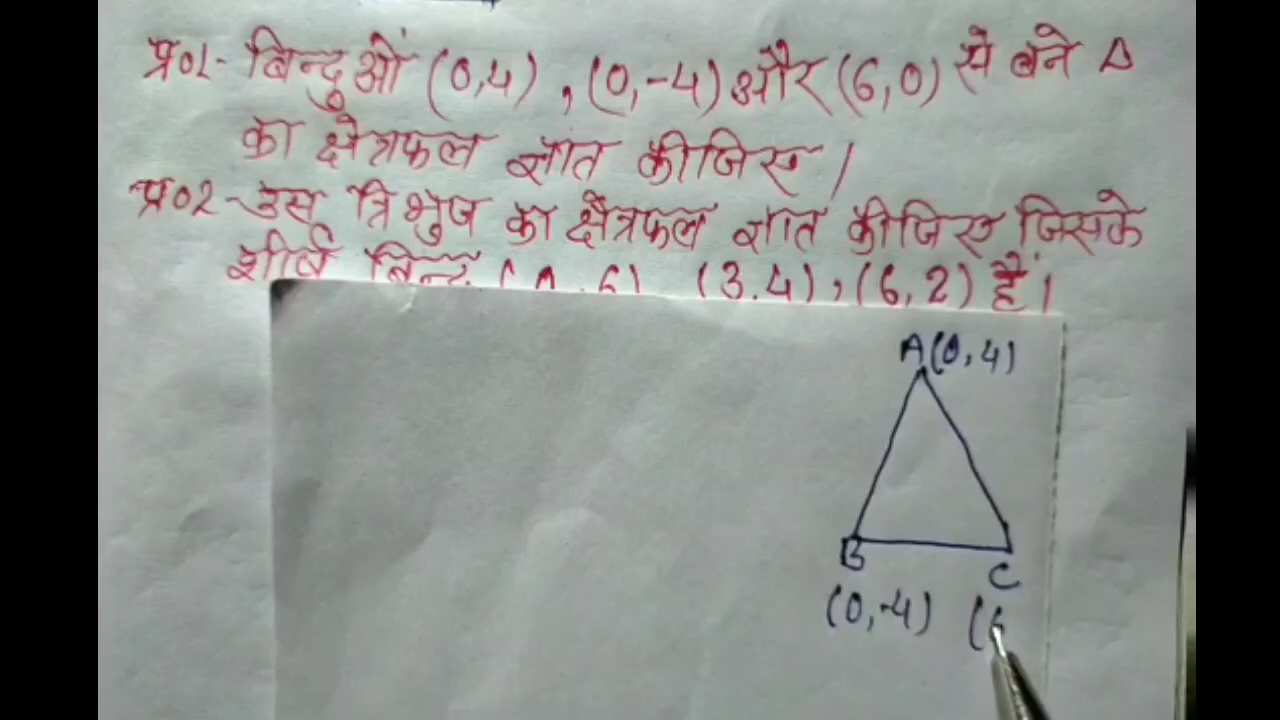 प्र01- बिन्दुओं (0,4) , (0,-4) और (6,0) से बने Δ
का क्षेत्रफल ज्ञात कीजिए।
प्र02- उस त्रिभुज का क्षेत्रफल ज्ञात कीजिए जिसके
शीर्ष बिन्दु (3.4), (6,2) हैं।
A(0,4)
B C
(0,-4) (6